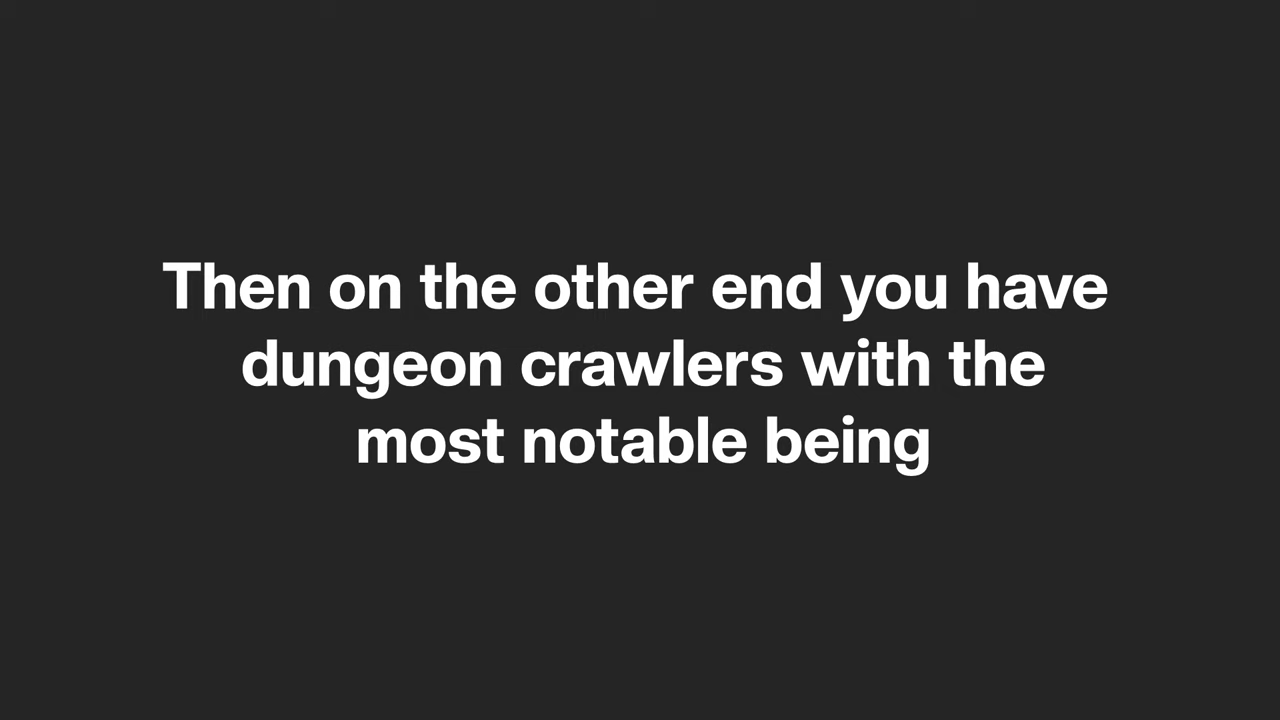 Then on the other end you have
dungeon crawlers with the
most notable being